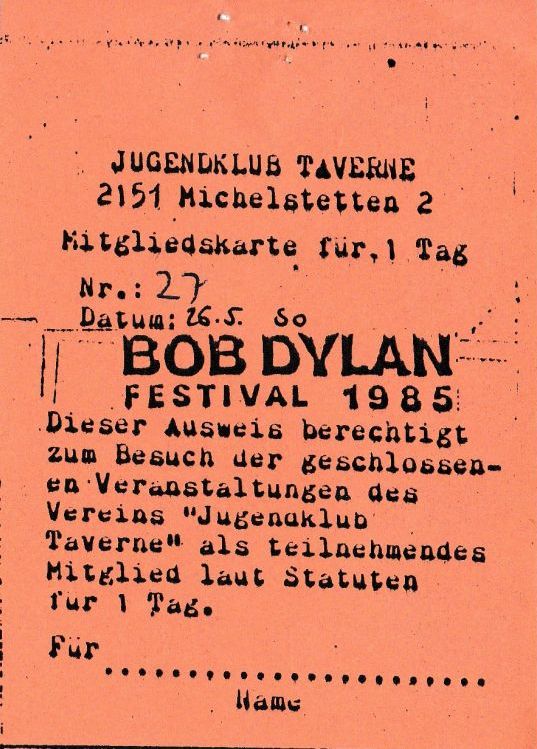 JUGENDKLUB TAVERNE
2151 Michelstetten 2
Mitgliedskarte für 1 Tag
Nr.: 27
Datum: 26.5. So
BOB DYLAN
FESTIVAL 1985
Dieser Ausweis berechtigt
zum Besuch der geschlossen-
en Veranstaltungen des
Vereins "Jugendklub
Taverne" als teilnehmendes
Mitglied laut Statuten
für 1 Tag.
Für ..............................
Name